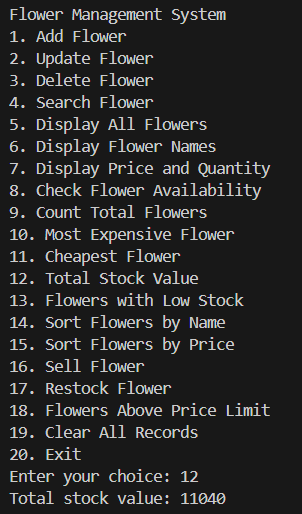 Flower Management System
1. Add Flower
2. Update Flower
3. Delete Flower
4. Search Flower
5. Display All Flowers
6. Display Flower Names
7. Display Price and Quantity
8. Check Flower Availability
9. Count Total Flowers
10. Most Expensive Flower
11. Cheapest Flower
12. Total Stock Value
13. Flowers with Low Stock
14. Sort Flowers by Name
15. Sort Flowers by Price
16. Sell Flower
17. Restock Flower
18. Flowers Above Price Limit
19. Clear All Records
20. Exit
Enter your choice: 12
Total stock value: 11040